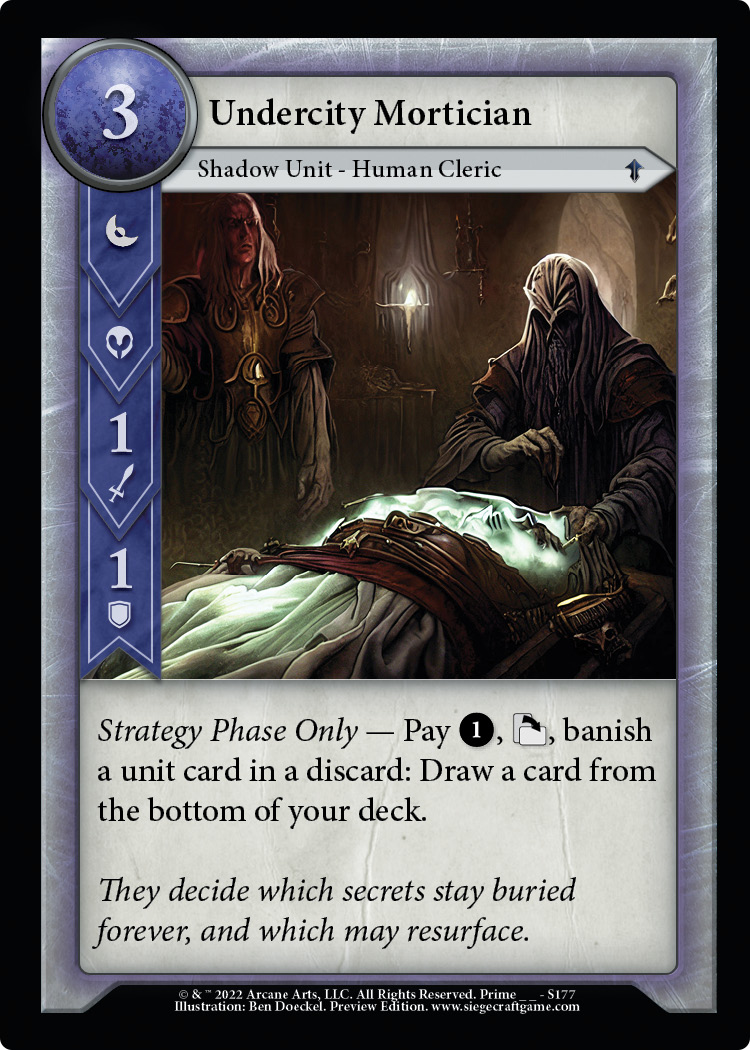 3
Undercity Mortician
Shadow Unit - Human Cleric
1
1
Strategy Phase Only — Pay 1, , banish
a unit card in a discard: Draw a card from
the bottom of your deck.
They decide which secrets stay buried
forever, and which may resurface.
© & ™ 2022 Arcane Arts, LLC. All Rights Reserved. Prime _ _ - S177
Illustration: Ben Doeckel. Preview Edition. www.siegecraftgame.com